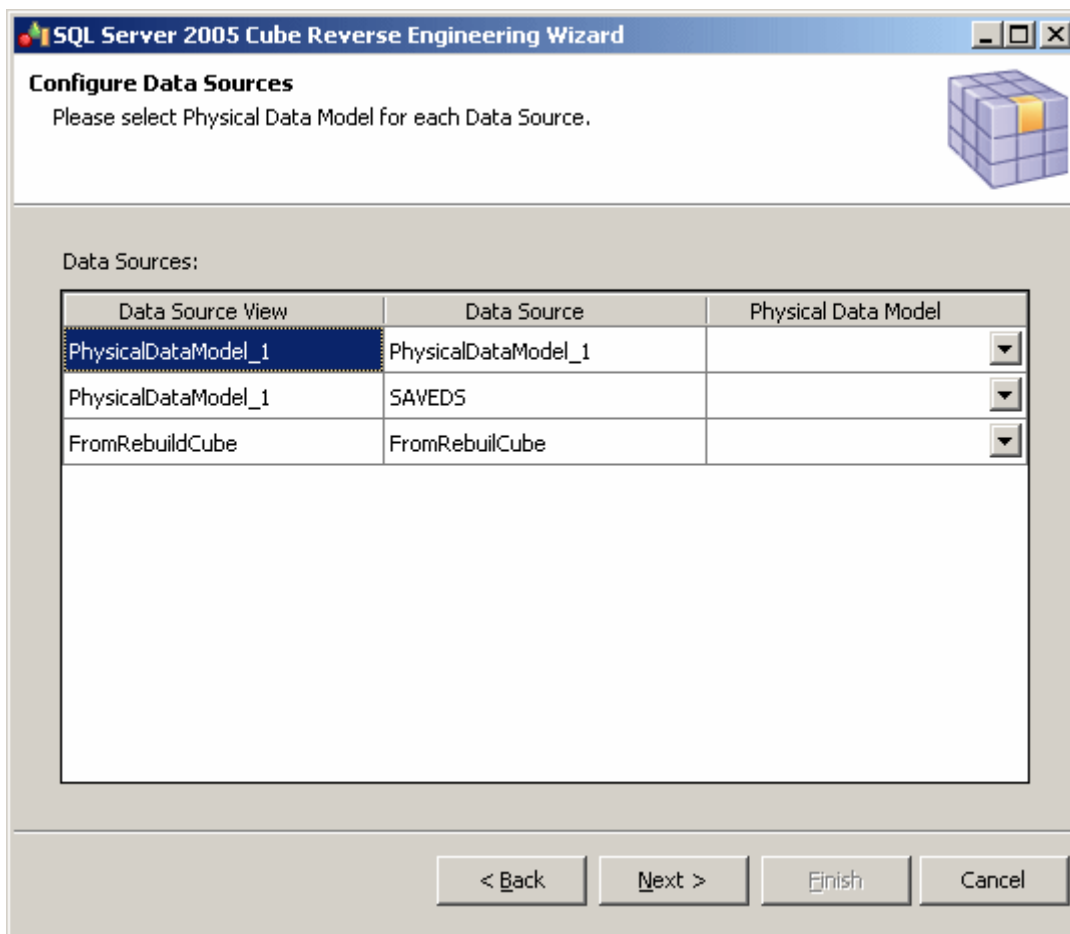 SQL Server 2005 Cube Reverse Engineering Wizard
Configure Data Sources
Please select Physical Data Model for each Data Source.
Data Sources:
Data Source View Data Source Physical Data Model
PhysicalDataModel_1 PhysicalDataModel_1
PhysicalDataModel_1 SAVEDS
FromRebuildCube FromRebuilCube
< Back Next > Finish Cancel